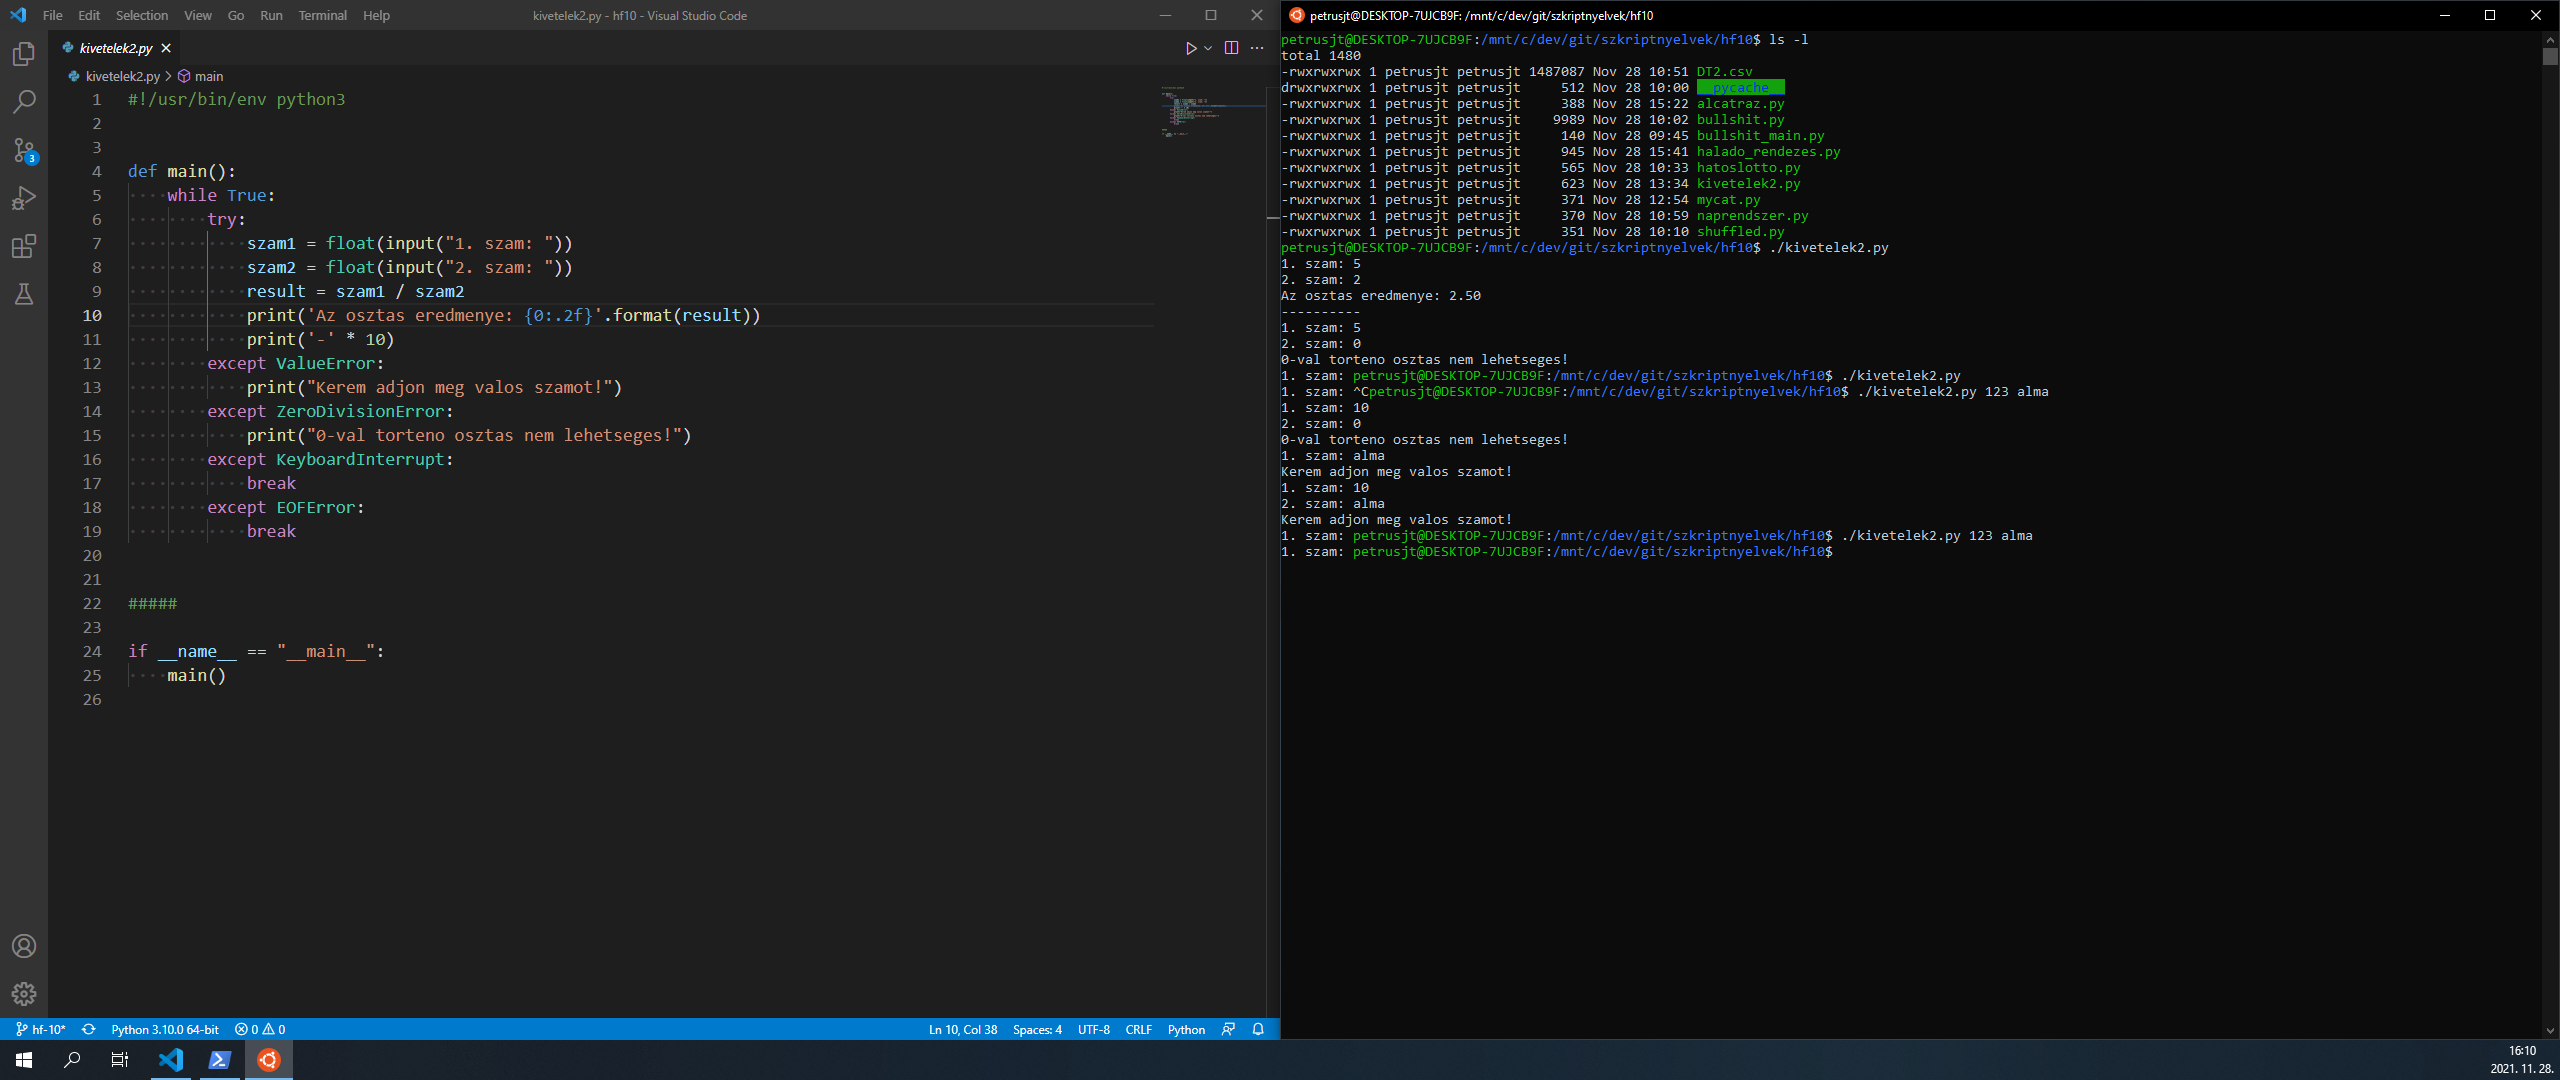 File Edit Selection View Go Run Terminal Help kivetelek2.py - hf10 - Visual Studio Code
kivetelek2.py
kivetelek2.py > main
1 #!/usr/bin/env python3
2
3
4 def main():
5 while True:
6 try:
7 szam1 = float(input("1. szam: "))
8 szam2 = float(input("2. szam: "))
9 result = szam1 / szam2
10 print('Az osztas eredmenye: {0:.2f}'.format(result))
11 print('-' * 10)
12 except ValueError:
13 print("Kerem adjon meg valos szamot!")
14 except ZeroDivisionError:
15 print("0-val torteno osztas nem lehetseges!")
16 except KeyboardInterrupt:
17 break
18 except EOFError:
19 break
20
21
22 #####
23
24 if __name__ == "__main__":
25 main()
26
3
hf-10* Python 3.10.0 64-bit 0 0 Ln 10, Col 38 Spaces: 4 UTF-8 CRLF Python
petrusjt@DESKTOP-7UJCB9F: /mnt/c/dev/git/szkriptnyelvek/hf10
petrusjt@DESKTOP-7UJCB9F:/mnt/c/dev/git/szkriptnyelvek/hf10$ ls -l
total 1480
-rwxrwxrwx 1 petrusjt petrusjt 1487087 Nov 28 10:51 DT2.csv
drwxrwxrwx 1 petrusjt petrusjt 512 Nov 28 10:00 __pycache__
-rwxrwxrwx 1 petrusjt petrusjt 388 Nov 28 15:22 alcatraz.py
-rwxrwxrwx 1 petrusjt petrusjt 9989 Nov 28 10:02 bullshit.py
-rwxrwxrwx 1 petrusjt petrusjt 140 Nov 28 09:45 bullshit_main.py
-rwxrwxrwx 1 petrusjt petrusjt 945 Nov 28 15:41 halado_rendezes.py
-rwxrwxrwx 1 petrusjt petrusjt 565 Nov 28 10:33 hatoslotto.py
-rwxrwxrwx 1 petrusjt petrusjt 623 Nov 28 13:34 kivetelek2.py
-rwxrwxrwx 1 petrusjt petrusjt 371 Nov 28 12:54 mycat.py
-rwxrwxrwx 1 petrusjt petrusjt 370 Nov 28 10:59 naprendszer.py
-rwxrwxrwx 1 petrusjt petrusjt 351 Nov 28 10:10 shuffled.py
petrusjt@DESKTOP-7UJCB9F:/mnt/c/dev/git/szkriptnyelvek/hf10$ ./kivetelek2.py
1. szam: 5
2. szam: 2
Az osztas eredmenye: 2.50
----------
1. szam: 5
2. szam: 0
0-val torteno osztas nem lehetseges!
1. szam: petrusjt@DESKTOP-7UJCB9F:/mnt/c/dev/git/szkriptnyelvek/hf10$ ./kivetelek2.py
1. szam: ^Cpetrusjt@DESKTOP-7UJCB9F:/mnt/c/dev/git/szkriptnyelvek/hf10$ ./kivetelek2.py 123 alma
1. szam: 10
2. szam: 0
0-val torteno osztas nem lehetseges!
1. szam: alma
Kerem adjon meg valos szamot!
1. szam: 10
2. szam: alma
Kerem adjon meg valos szamot!
1. szam: petrusjt@DESKTOP-7UJCB9F:/mnt/c/dev/git/szkriptnyelvek/hf10$ ./kivetelek2.py 123 alma
1. szam: petrusjt@DESKTOP-7UJCB9F:/mnt/c/dev/git/szkriptnyelvek/hf10$
16:10
2021. 11. 28.